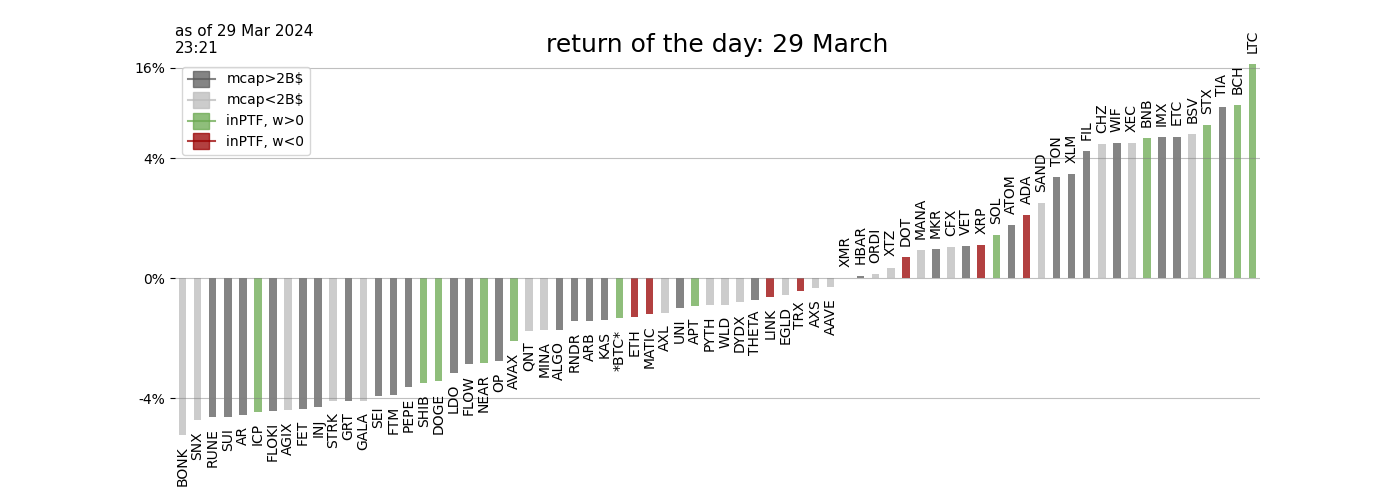 as of 29 Mar 2024
23:21
return of the day: 29 March
16%
4%
0%
-4%
mcap>2B$
mcap<2B$
inPTF, w>0
inPTF, w<0
BONK
SNX
RUNE
SUI
AR
ICP
FLOKI
AGIX
FET
INJ
STRK
GRT
GALA
SEI
FTM
PEPE
SHIB
DOGE
LDO
FLOW
NEAR
OP
AVAX
QNT
MINA
ALGO
RNDR
ARB
KAS
*BTC*
ETH
MATIC
AXL
UNI
APT
PYTH
WLD
DYDX
THETA
LINK
EGLD
TRX
AXS
AAVE
XMR
HBAR
ORDI
XTZ
DOT
MANA
MKR
CFX
VET
XRP
SOL
ATOM
ADA
SAND
TON
XLM
FIL
CHZ
WIF
XEC
BNB
IMX
ETC
BSV
STX
TIA
BCH
LTC